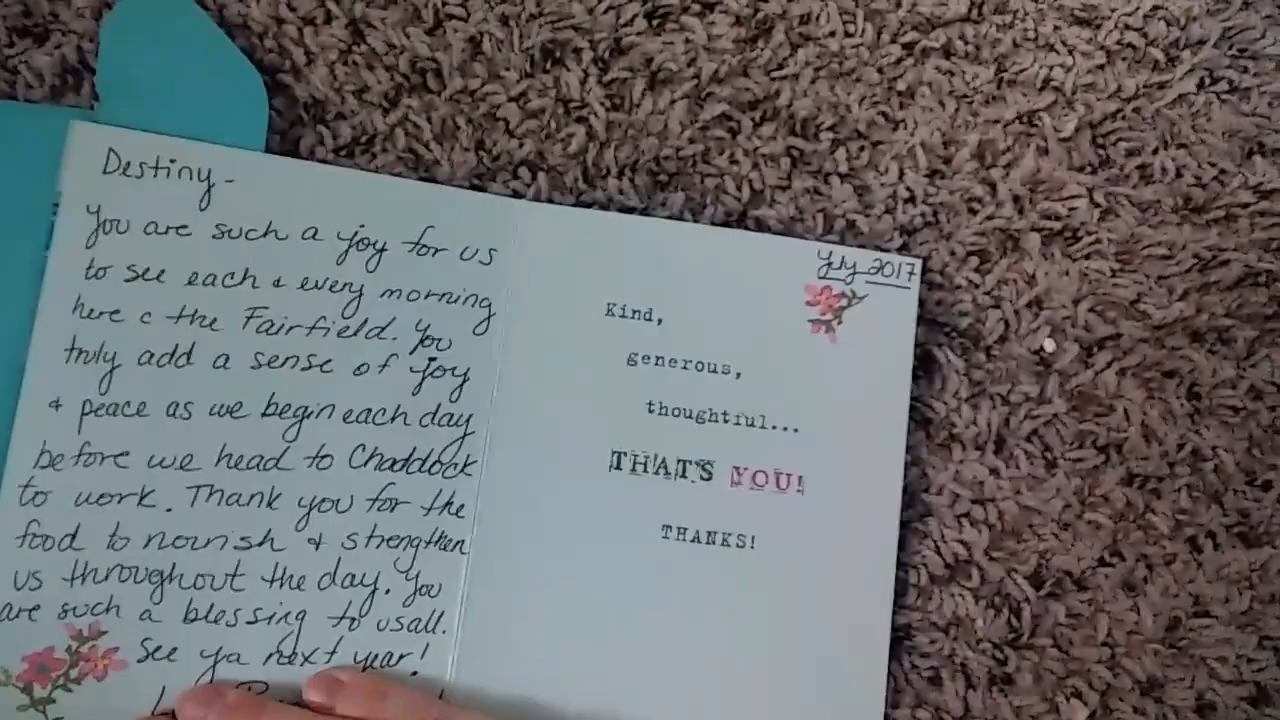 Destiny-
You are such a joy for us
to see each & every morning
here c the Fairfield. You
truly add a sense of joy
& peace as we begin each day
before we head to Chaddock
to work. Thank you for the
food to nourish & strengthen
us throughout the day. You
are such a blessing to us all.
See ya next year!
July 2017
Kind,
generous,
thoughtful...
THAT'S YOU!
THANKS!